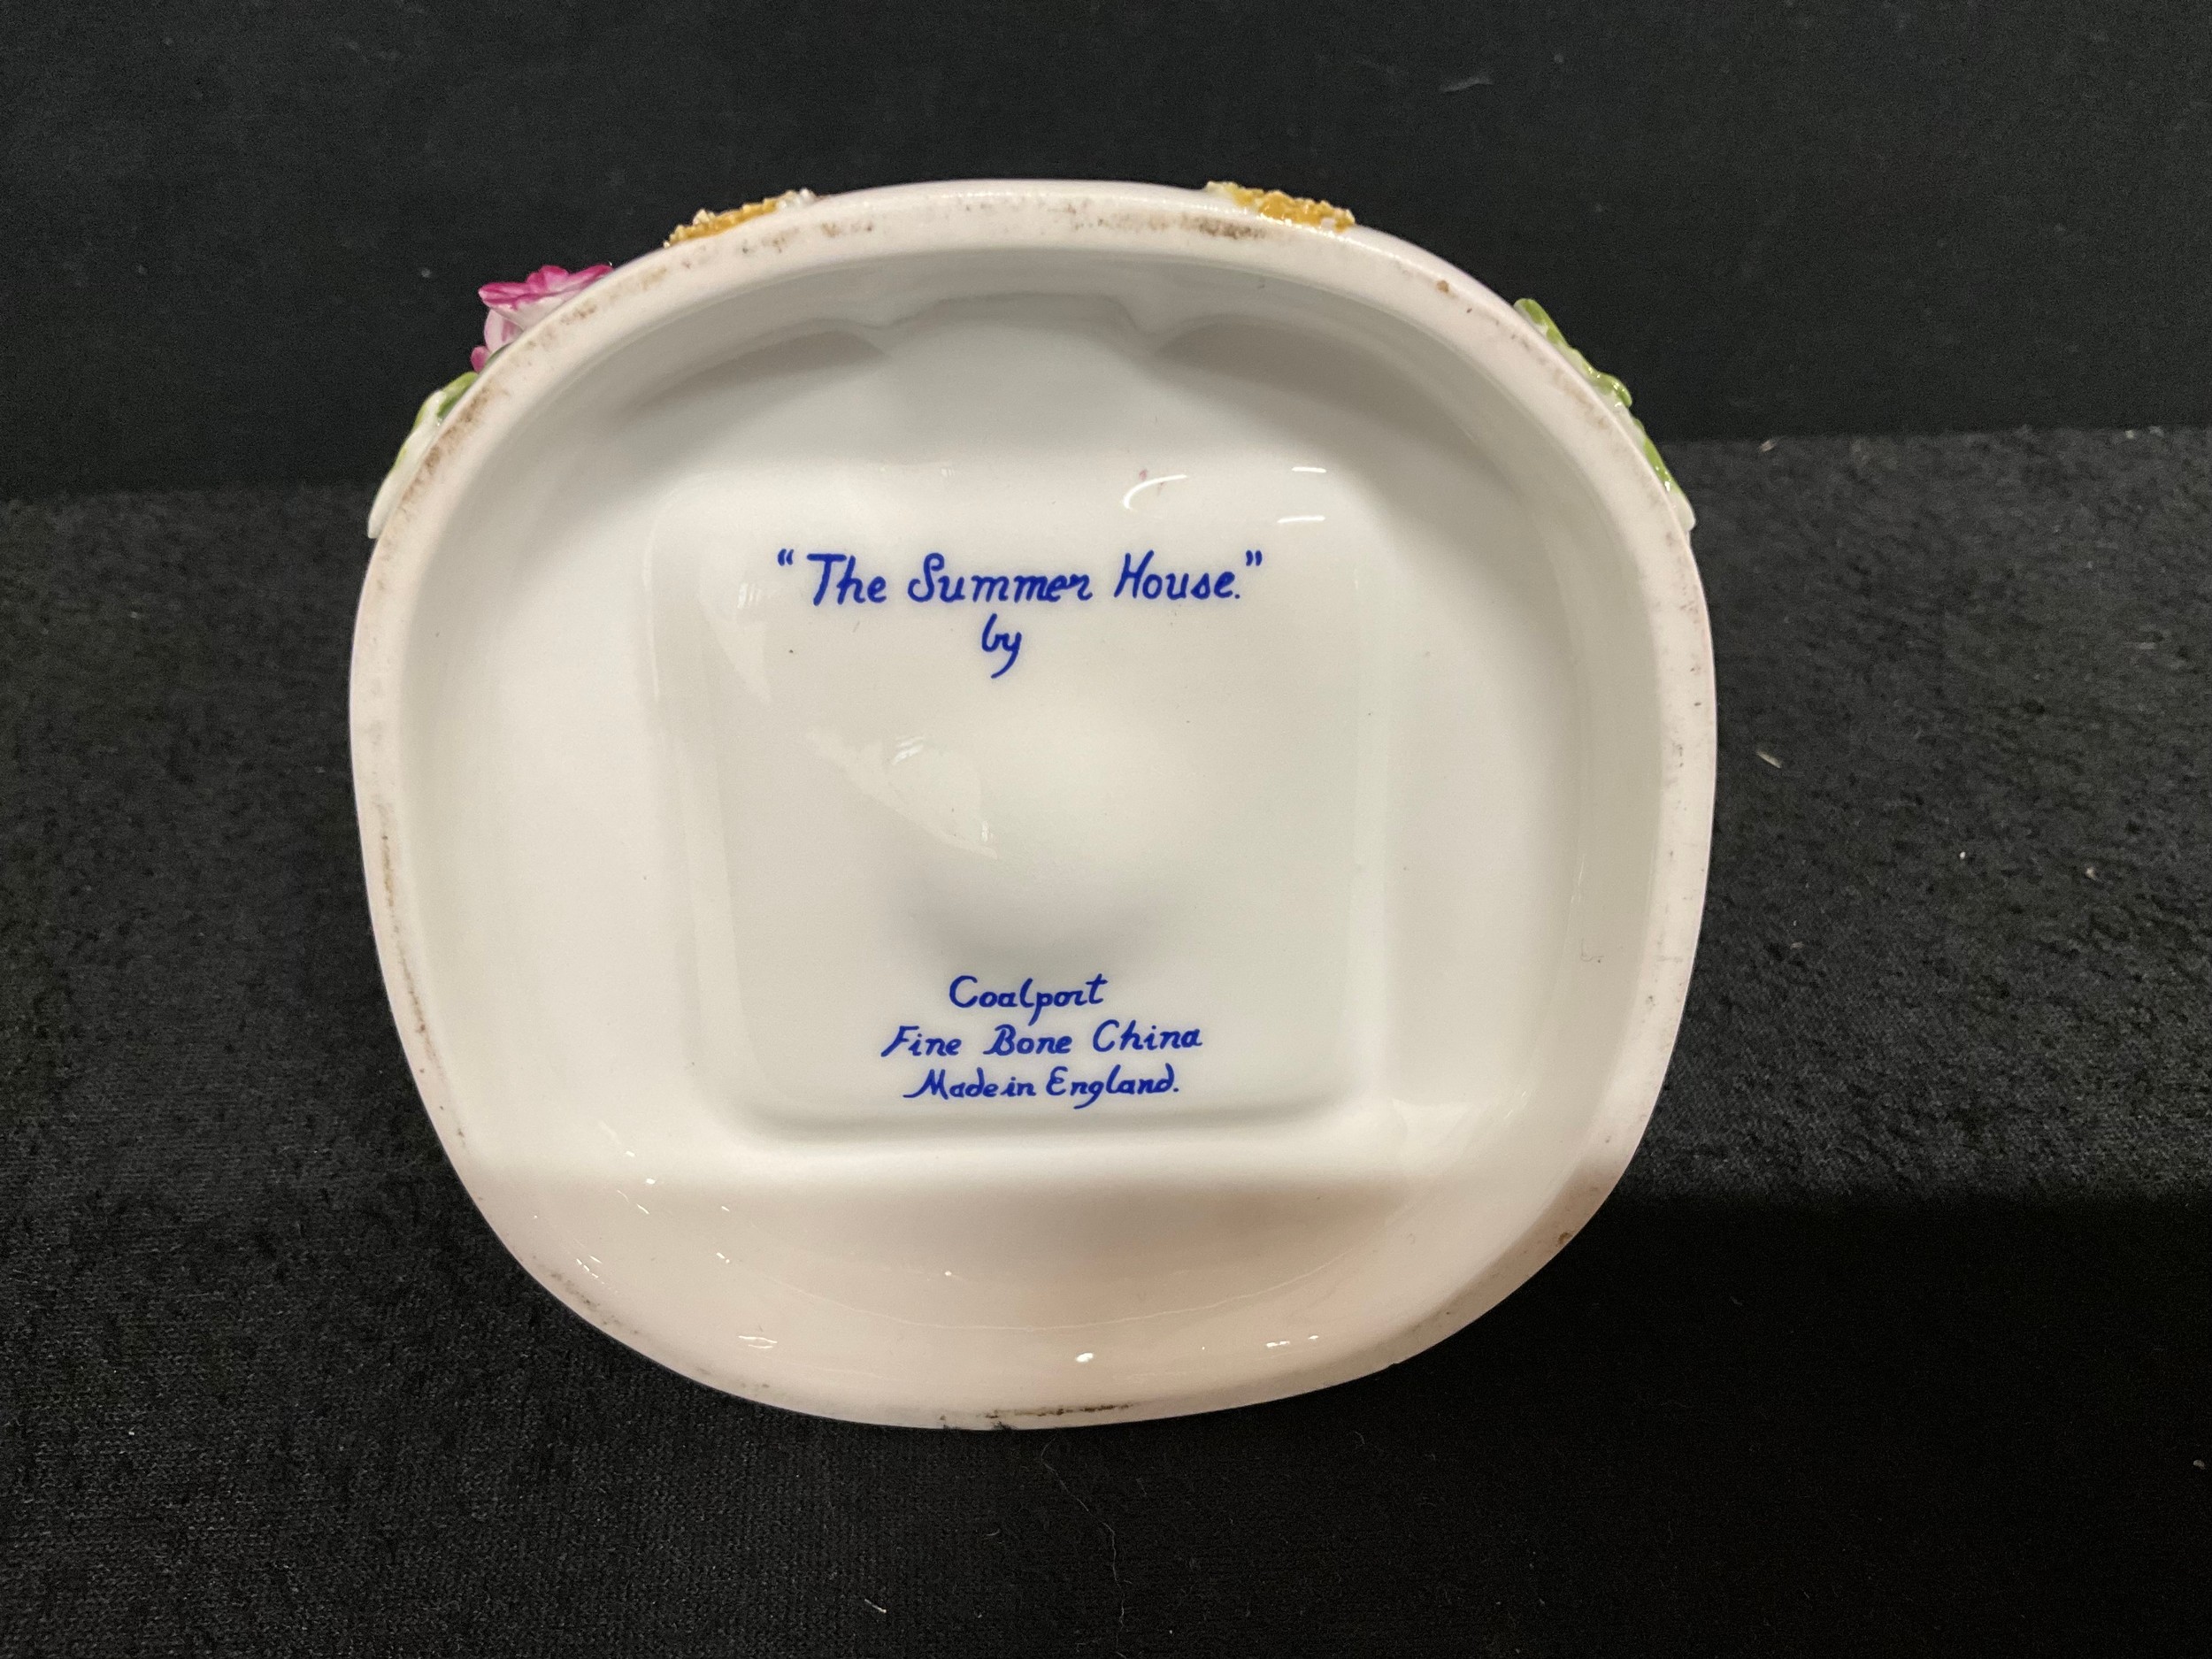 "The Summer House."
by
Coalport
Fine Bone China
Made in England.